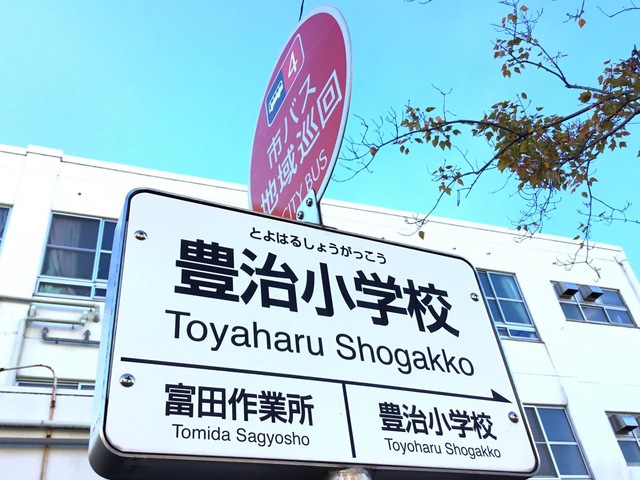 4
市バス
地域巡回
CITY BUS
とよはるしょうがっこう
豊治小学校
Toyaharu Shogakko
富田作業所
Tomida Sagyosho
豊治小学校
Toyoharu Shogakko